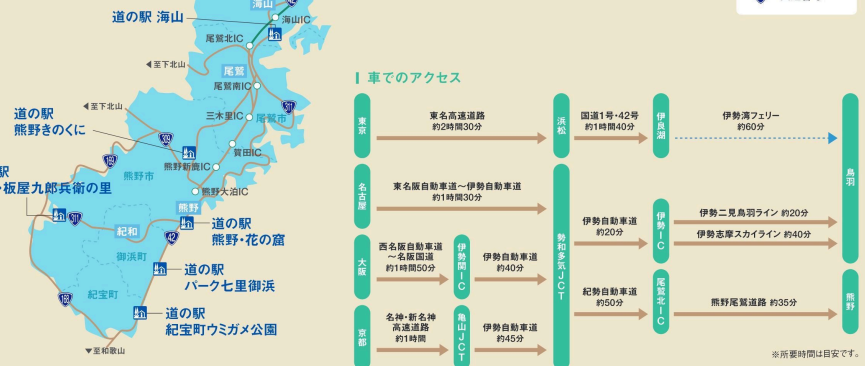 海山
42
道の駅 海山
海山IC
尾鷲北IC
◀至下北山
尾鷲
尾鷲南IC
311
◀至下北山
三木里IC
尾鷲市
道の駅
熊野きのくに
309
賀田IC
169
熊野新鹿IC
熊野市
駅
・板屋九郎兵衛の里
熊野大泊IC
熊野
311
紀和
42
道の駅
熊野・花の窟
御浜町
道の駅
パーク七里御浜
紀宝町
168
道の駅
紀宝町ウミガメ公園
▼至和歌山
車でのアクセス
東京
東名高速道路
約2時間30分
浜松
国道1号・42号
約1時間40分
伊良湖
伊勢湾フェリー
約60分
鳥羽
名古屋
東名阪自動車道〜伊勢自動車道
約1時間30分
勢和多気JCT
伊勢自動車道
約20分
伊勢IC
伊勢二見鳥羽ライン 約20分
伊勢志摩スカイライン 約40分
大阪
西名阪自動車道
〜名阪国道
約1時間50分
伊勢関IC
伊勢自動車道
約40分
紀勢自動車道
約50分
尾鷲北IC
熊野尾鷲道路 約35分
熊野
京都
名神・新名神
高速道路
約1時間
亀山JCT
伊勢自動車道
約45分
※所要時間は目安です。